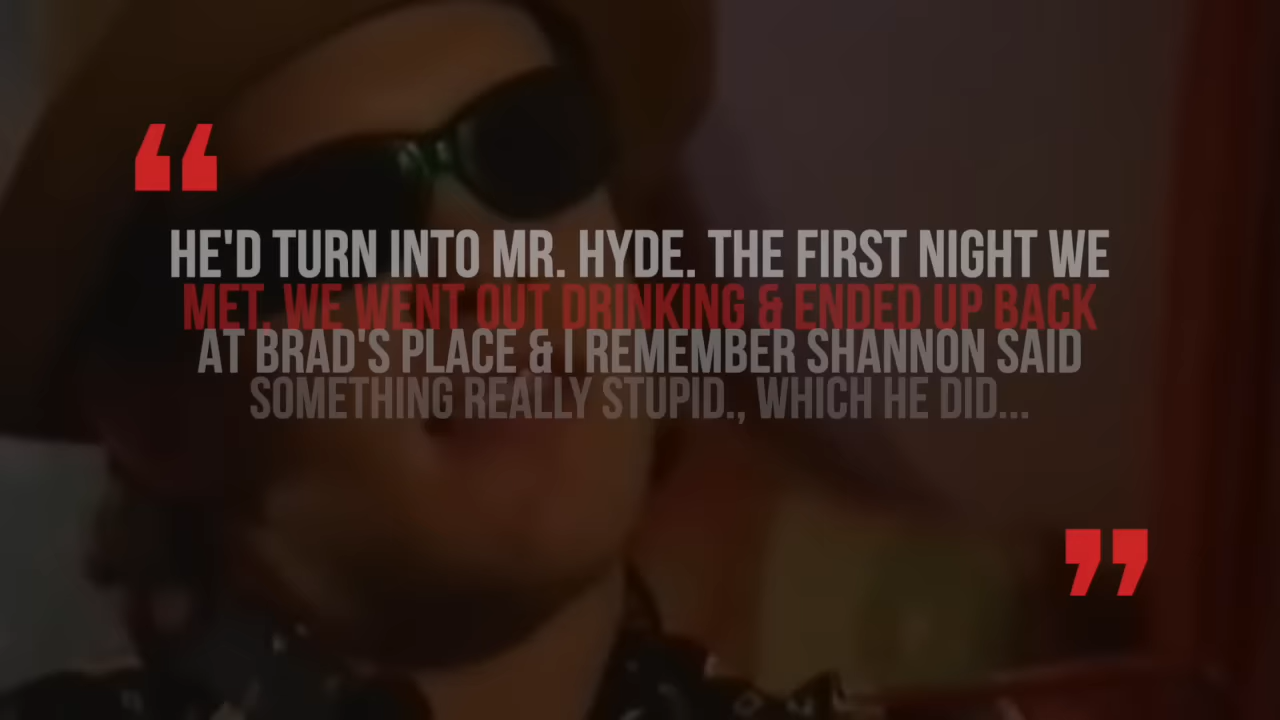 “
HE'D TURN INTO MR. HYDE. THE FIRST NIGHT WE
MET, WE WENT OUT DRINKING & ENDED UP BACK
AT BRAD'S PLACE & I REMEMBER SHANNON SAID
SOMETHING REALLY STUPID., WHICH HE DID...
”